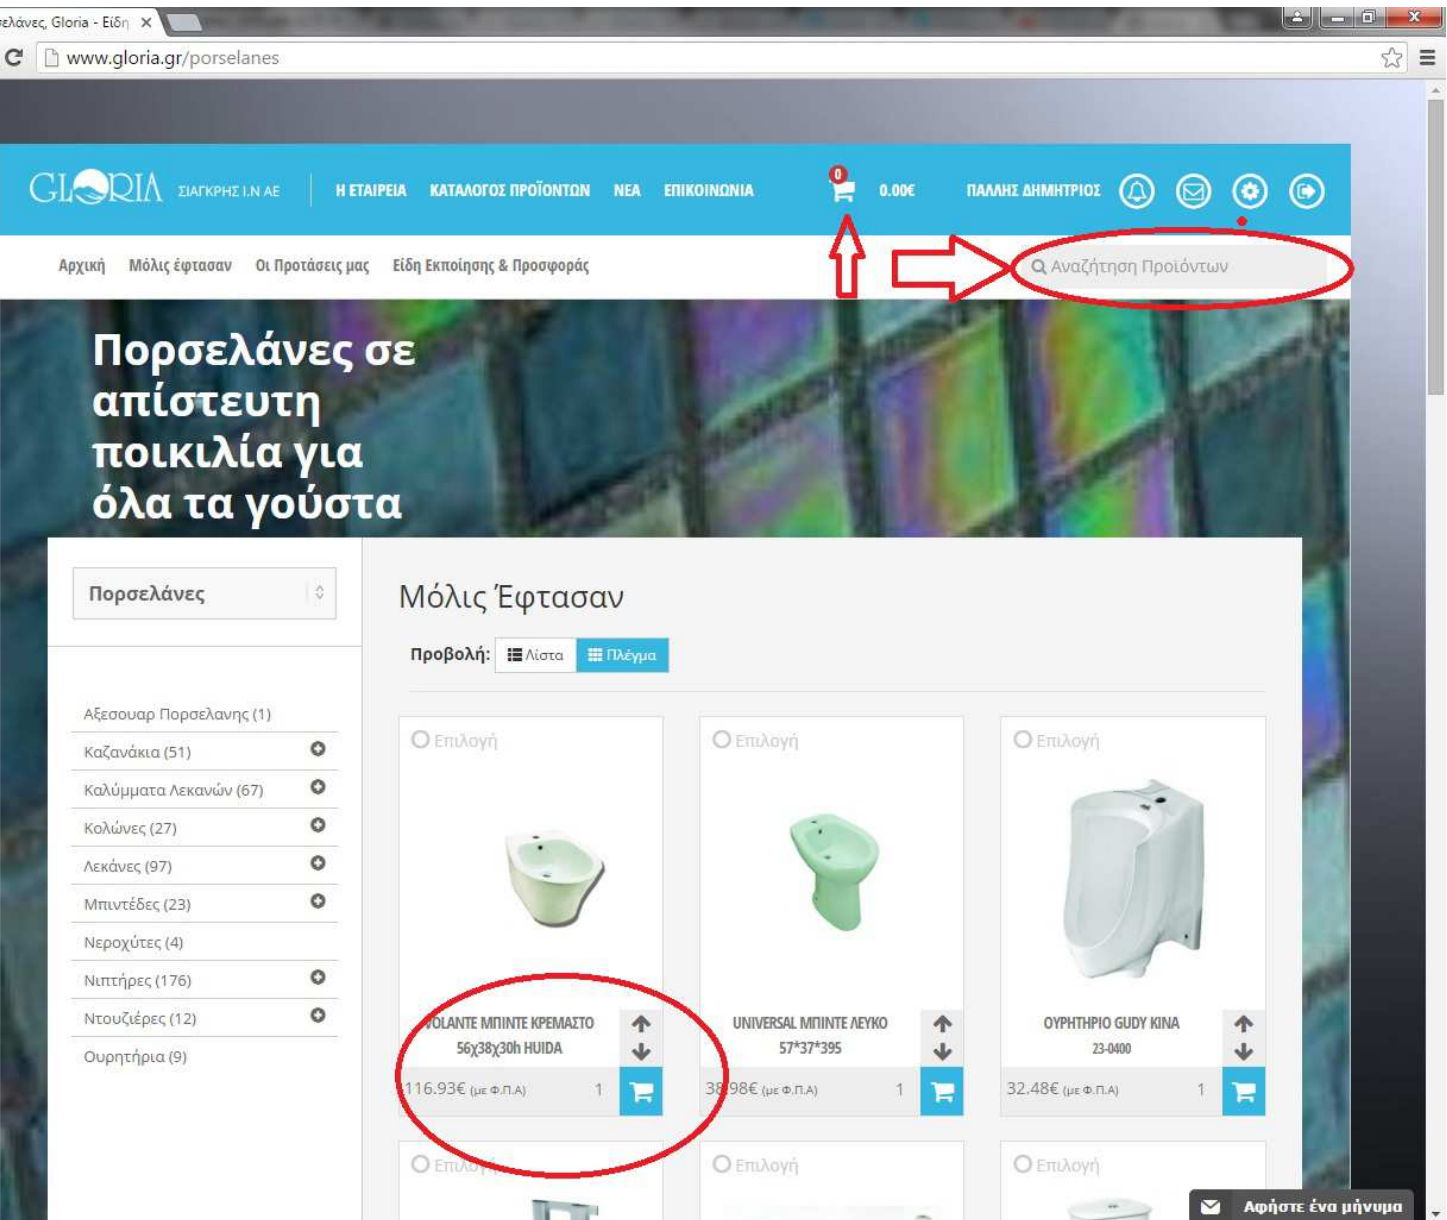 ελάνες, Gloria - Είδη
www.gloria.gr/porselanes
GLORIA ΣΙΑΓΚΡΗΣ Ι.Ν ΑΕ Η ΕΤΑΙΡΕΙΑ ΚΑΤΑΛΟΓΟΣ ΠΡΟΪΟΝΤΩΝ ΝΕΑ ΕΠΙΚΟΙΝΩΝΙΑ 0 0.00€ ΠΑΛΛΗΣ ΔΗΜΗΤΡΙΟΣ
Αρχική Μόλις έφτασαν Οι Προτάσεις μας Είδη Εκποίησης & Προσφοράς Αναζήτηση Προϊόντων
Πορσελάνες σε
απίστευτη
ποικιλία για
όλα τα γούστα
Πορσελάνες
Αξεσουαρ Πορσελανης (1)
Καζανάκια (51)
Καλύμματα Λεκανών (67)
Κολώνες (27)
Λεκάνες (97)
Μπιντέδες (23)
Νεροχύτες (4)
Νιπτήρες (176)
Ντουζιέρες (12)
Ουρητήρια (9)
Μόλις Έφτασαν
Προβολή: Λίστα Πλέγμα
Επιλογή Επιλογή Επιλογή
VOLANTE ΜΠΙΝΤΕ ΚΡΕΜΑΣΤΟ
56χ38χ30h HUIDA
116.93€ (με Φ.Π.Α) 1
UNIVERSAL ΜΠΙΝΤΕ ΛΕΥΚΟ
57*37*395
38.98€ (με Φ.Π.Α) 1
ΟΥΡΗΤΗΡΙΟ GUDY ΚΙΝΑ
23-0400
32.48€ (με Φ.Π.Α) 1
Επιλογή Επιλογή Επιλογή
Αφήστε ένα μήνυμα